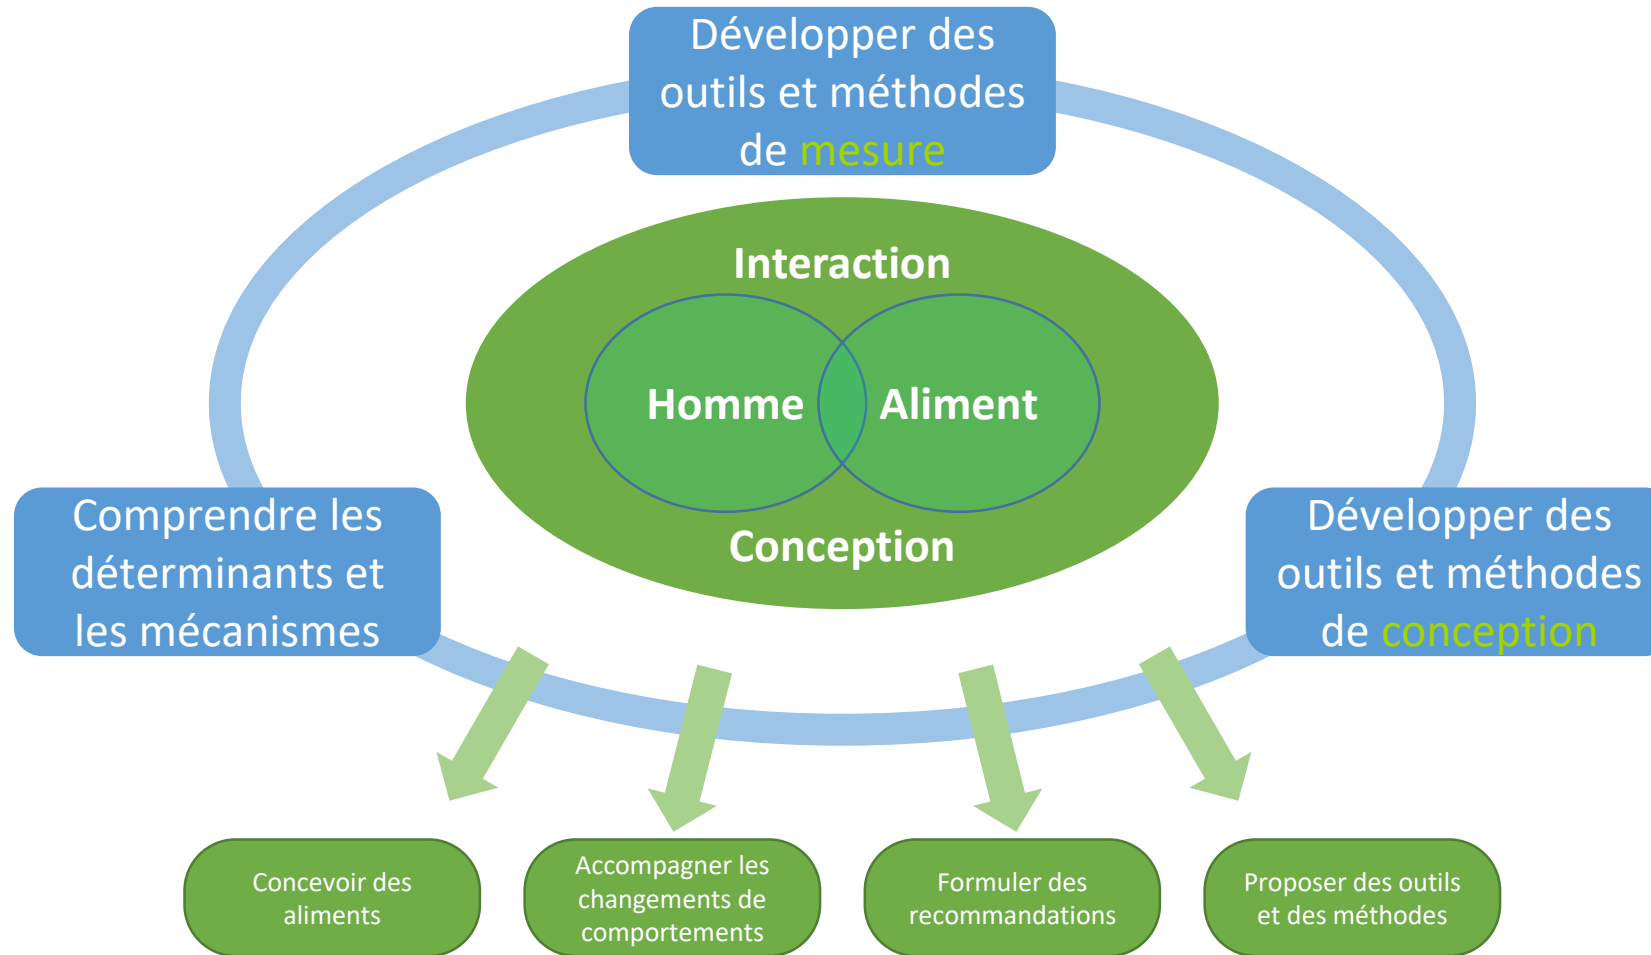 Développer des
outils et méthodes
de mesure
Interaction
Homme
Aliment
Conception
Comprendre les
déterminants et
les mécanismes
Développer des
outils et méthodes
de conception
Concevoir des
aliments
Accompagner les
changements de
comportements
Formuler des
recommandations
Proposer des outils
et des méthodes